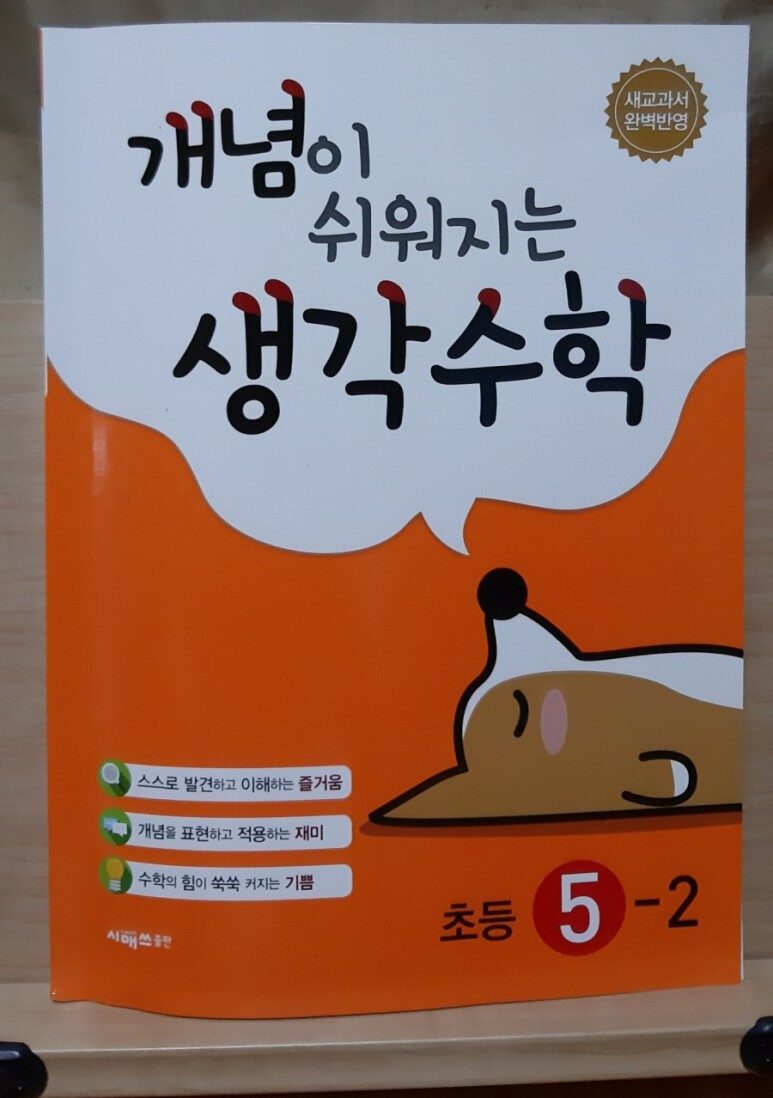 새교과서
완벽반영
개념이
쉬워지는
생각수학
스스로 발견하고 이해하는 즐거움
개념을 표현하고 적용하는 재미
수학의 힘이 쑥쑥 커지는 기쁨
초등 5-2
시매쓰출판